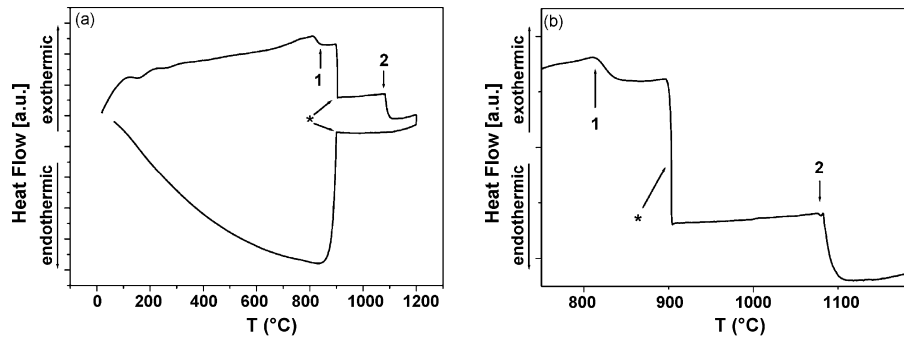 (a)
Heat Flow [a.u.]
endothermic exothermic
1
2
*
0 200 400 600 800 1000 1200
T (°C)
(b)
Heat Flow [a.u.]
endothermic exothermic
1
*
2
800 900 1000 1100
T (°C)